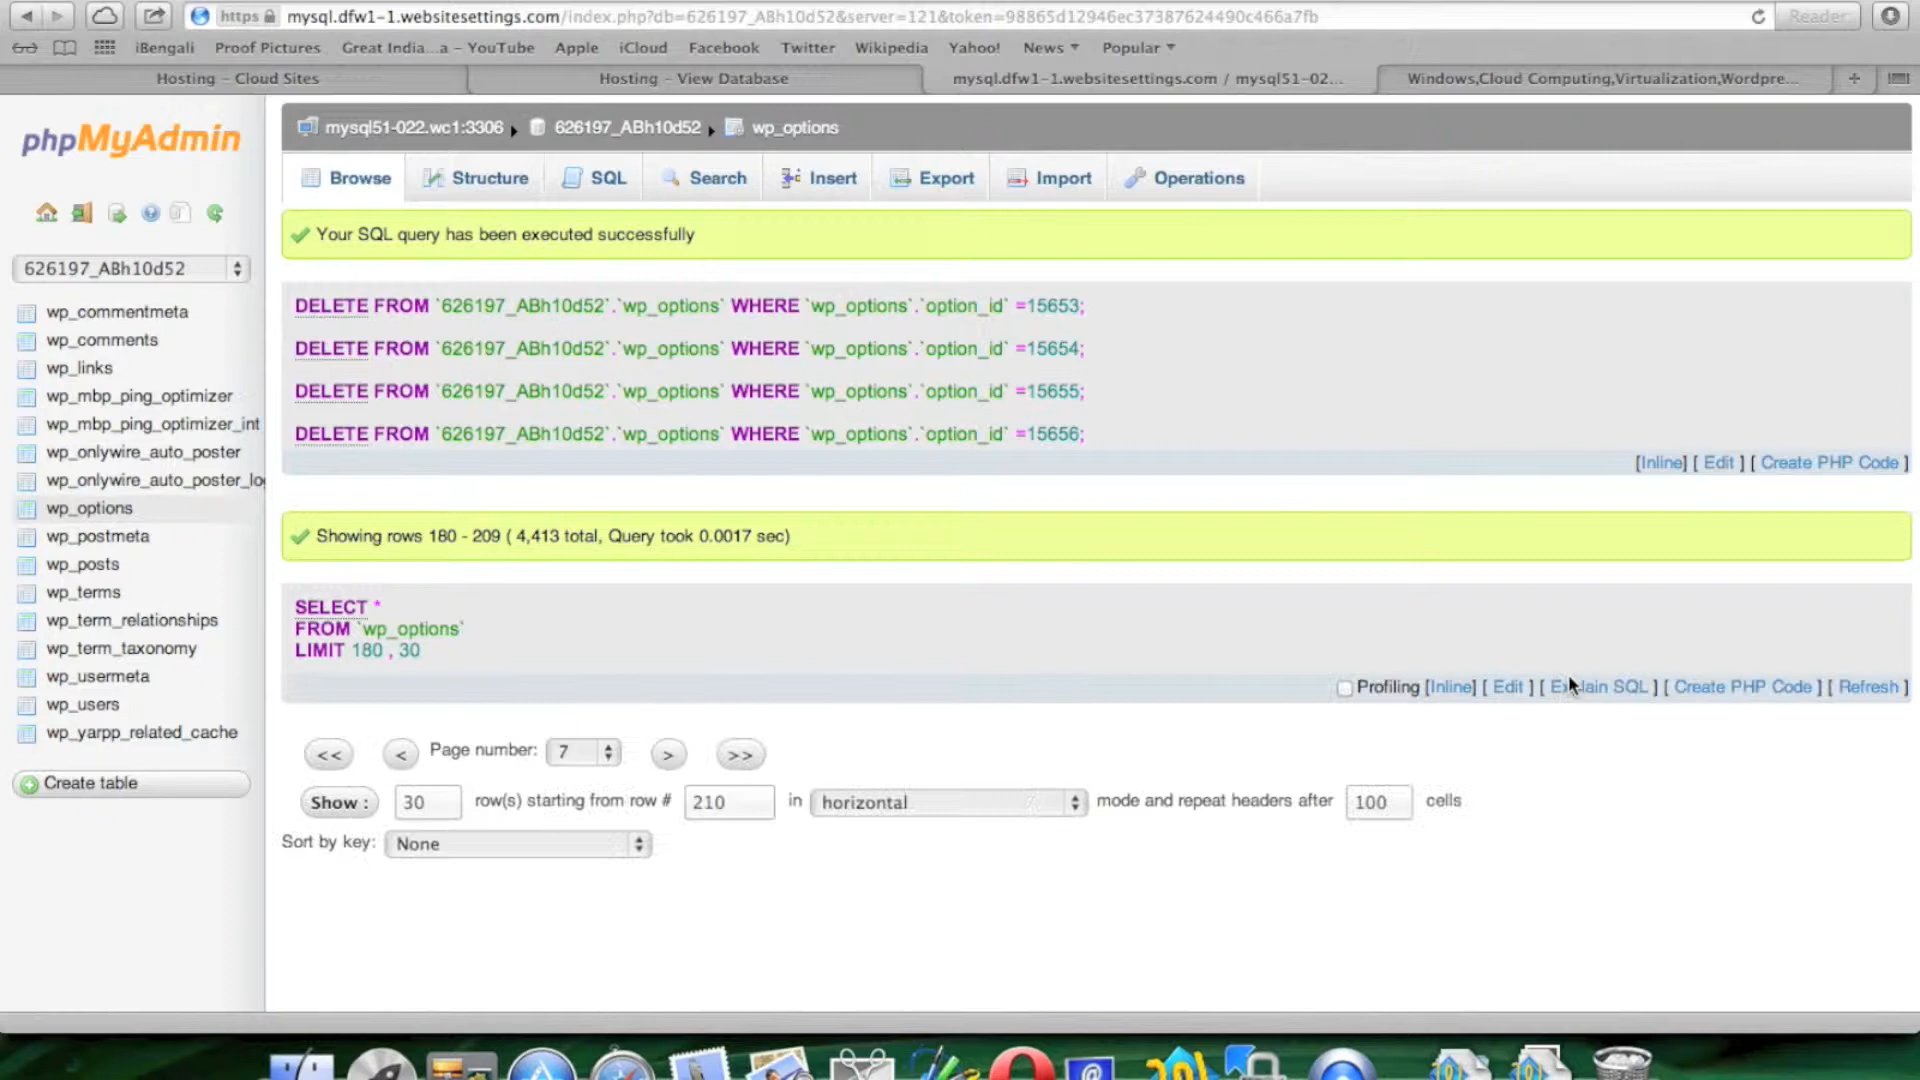 https mysql.dfw1-1.websitesettings.com/index.php?db=626197_ABh10d52&server=121&token=98865d12946ec37387624490c466a7fb Reader
iBengali Proof Pictures Great India...a – YouTube Apple iCloud Facebook Twitter Wikipedia Yahoo! News Popular
Hosting – Cloud Sites Hosting – View Database mysql.dfw1-1.websitesettings.com / mysql51-02... Windows,Cloud Computing,Virtualization,Wordpre...
phpMyAdmin
mysql51-022.wc1:3306 626197_ABh10d52 wp_options
Browse Structure SQL Search Insert Export Import Operations
Your SQL query has been executed successfully
626197_ABh10d52
wp_commentmeta
wp_comments
wp_links
wp_mbp_ping_optimizer
wp_mbp_ping_optimizer_int
wp_onlywire_auto_poster
wp_onlywire_auto_poster_lo
wp_options
wp_postmeta
wp_posts
wp_terms
wp_term_relationships
wp_term_taxonomy
wp_usermeta
wp_users
wp_yarpp_related_cache
Create table
DELETE FROM `626197_ABh10d52`.`wp_options` WHERE `wp_options`.`option_id` =15653;
DELETE FROM `626197_ABh10d52`.`wp_options` WHERE `wp_options`.`option_id` =15654;
DELETE FROM `626197_ABh10d52`.`wp_options` WHERE `wp_options`.`option_id` =15655;
DELETE FROM `626197_ABh10d52`.`wp_options` WHERE `wp_options`.`option_id` =15656;
[Inline] [ Edit ] [ Create PHP Code ]
Showing rows 180 - 209 ( 4,413 total, Query took 0.0017 sec)
SELECT *
FROM `wp_options`
LIMIT 180 , 30
Profiling [Inline] [ Edit ] [ Explain SQL ] [ Create PHP Code ] [ Refresh ]
<< < Page number: 7 > >>
Show : 30 row(s) starting from row # 210 in horizontal mode and repeat headers after 100 cells
Sort by key: None